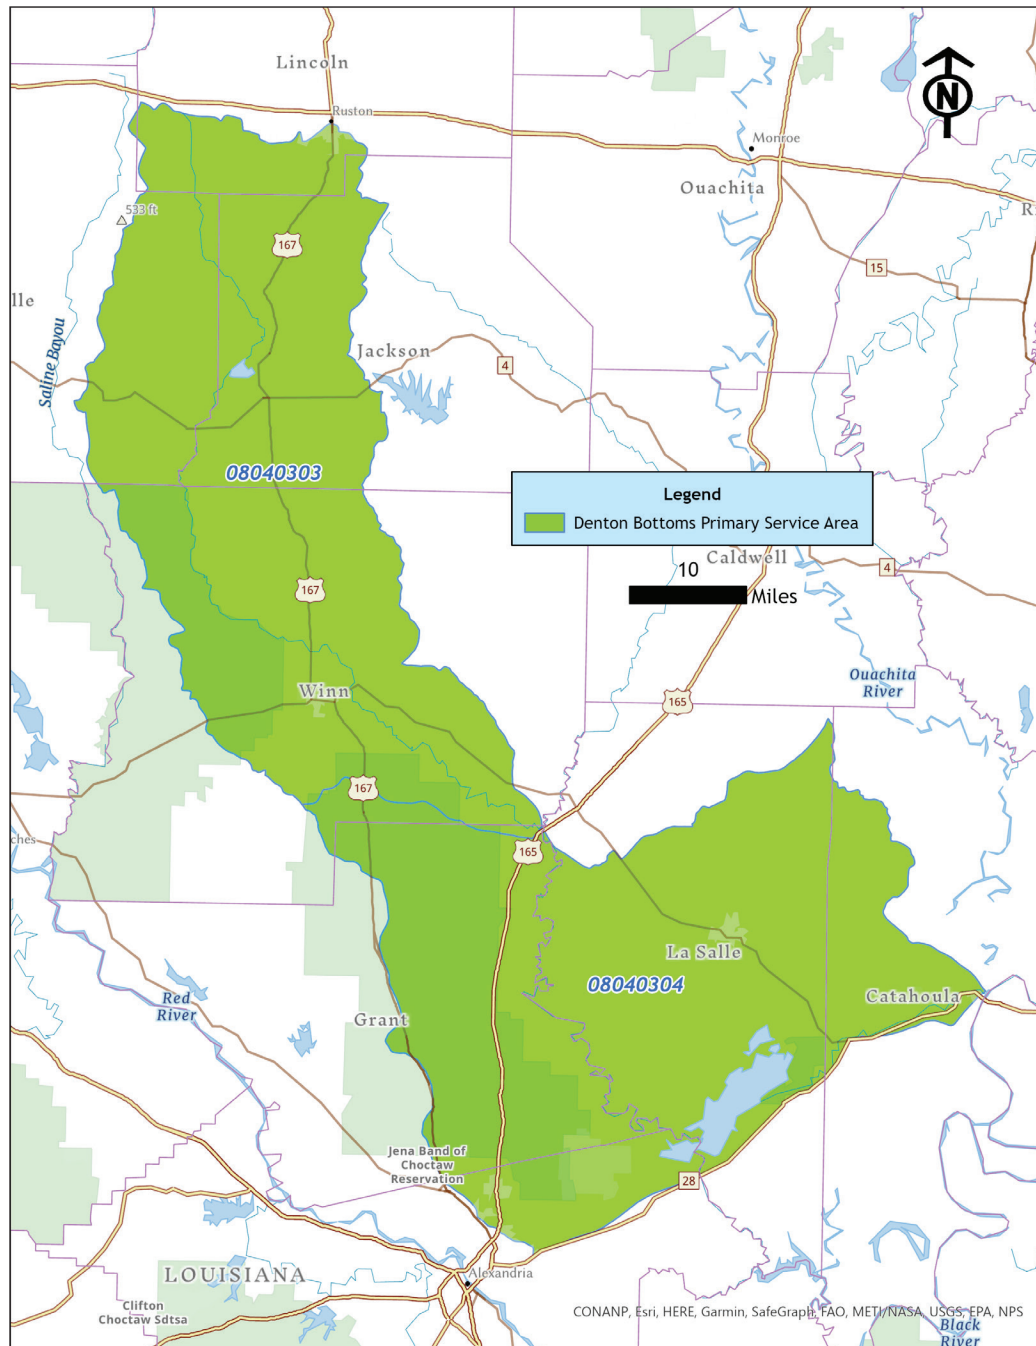 Lincoln
Ruston
Monroe
Ouachita
N
R
533 ft
167
15
lle
Saline Bayou
Jackson
4
08040303
Legend
Denton Bottoms Primary Service Area
Caldwell
10
Miles
4
167
Winn
Ouachita
River
165
167
ches
165
La Salle
08040304
Catahoula
Red
River
Grant
Jena Band of
Choctaw
Reservation
28
LOUISIANA
Alexandria
Clifton
Choctaw Sdtsa
CONANP, Esri, HERE, Garmin, SafeGraph, FAO, METI/NASA, USGS, EPA, NPS
Black
River